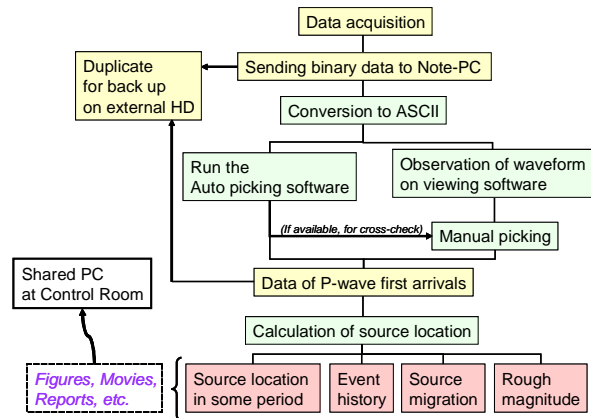 Data acquisition
Duplicate
for back up
on external HD
Sending binary data to Note-PC
Conversion to ASCII
Run the
Auto picking software
Observation of waveform
on viewing software
(If available, for cross-check)
Manual picking
Shared PC
at Control Room
Data of P-wave first arrivals
Calculation of source location
Figures, Movies,
Reports, etc.
Source location
in some period
Event
history
Source
migration
Rough
magnitude